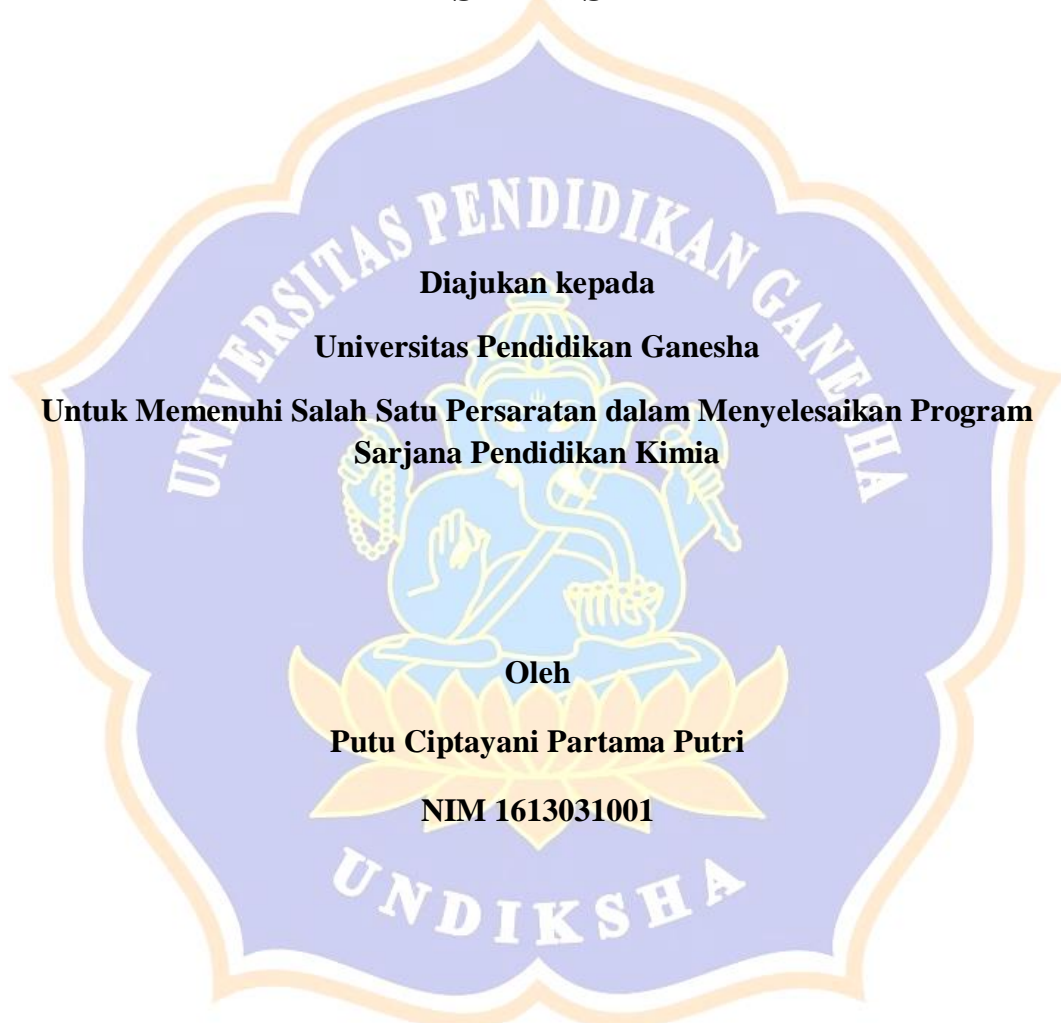 UNIVERSITAS PENDIDIKAN GANESHA
Diajukan kepada
Universitas Pendidikan Ganesha
Untuk Memenuhi Salah Satu Persaratan dalam Menyelesaikan Program
Sarjana Pendidikan Kimia
Oleh
Putu Ciptayani Partama Putri
NIM 1613031001
UNDIKSHA